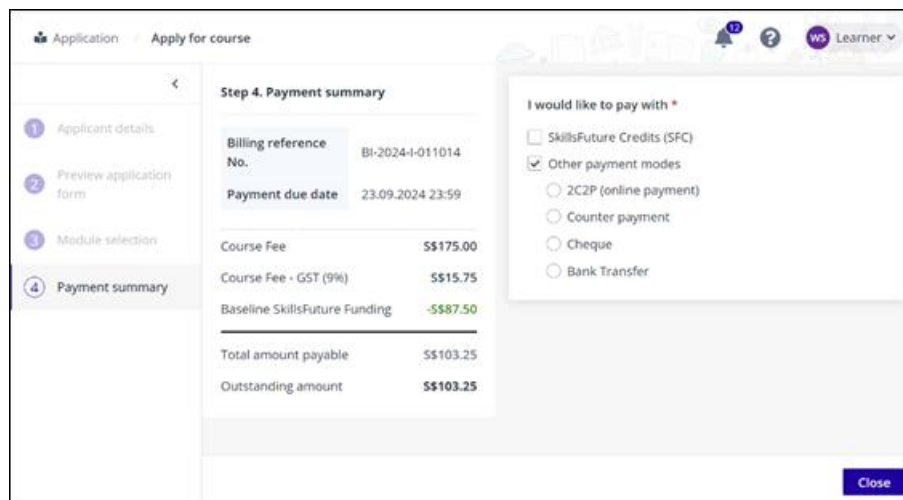 Application / Apply for course
12
?
WS Learner
Step 4. Payment summary
1 Applicant details
2 Preview application
form
3 Module selection
4 Payment summary
Billing reference
No.
BI-2024-I-011014
Payment due date 23.09.2024 23:59
Course Fee S$175.00
Course Fee - GST (9%) S$15.75
Baseline SkillsFuture Funding -S$87.50
Total amount payable S$103.25
Outstanding amount S$103.25
I would like to pay with *
SkillsFuture Credits (SFC)
Other payment modes
2C2P (online payment)
Counter payment
Cheque
Bank Transfer
Close